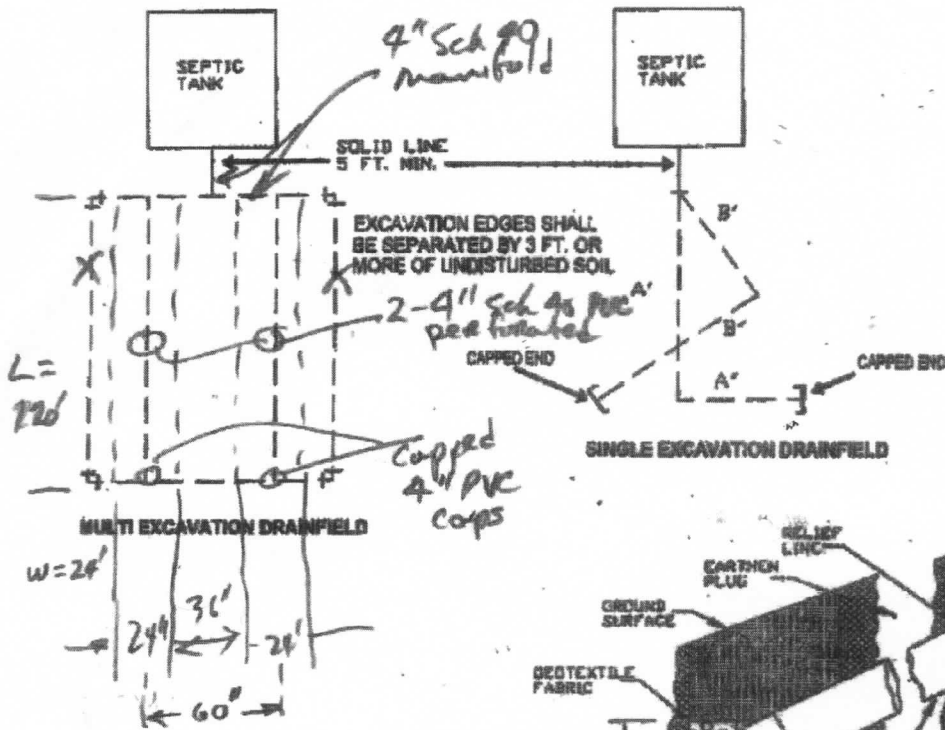 4" Sch 40
manifold
SEPTIC
TANK
SEPTIC
TANK
SOLID LINE
5 FT. MIN.
EXCAVATION EDGES SHALL
BE SEPARATED BY 3 FT. OR
MORE OF UNDISTURBED SOIL
X
X
B'
B'
A'
A'
2-4" Sch 40 PVC
perforated
CAPPED END
CAPPED END
L=
120'
Capped
4" PVC
caps
SINGLE EXCAVATION DRAINFIELD
MULTI EXCAVATION DRAINFIELD
W=24'
24"
36"
24'
60"
RELIEF
LINE
EARTHEN
PLUG
GROUND
SURFACE
GEOTEXTILE
FABRIC